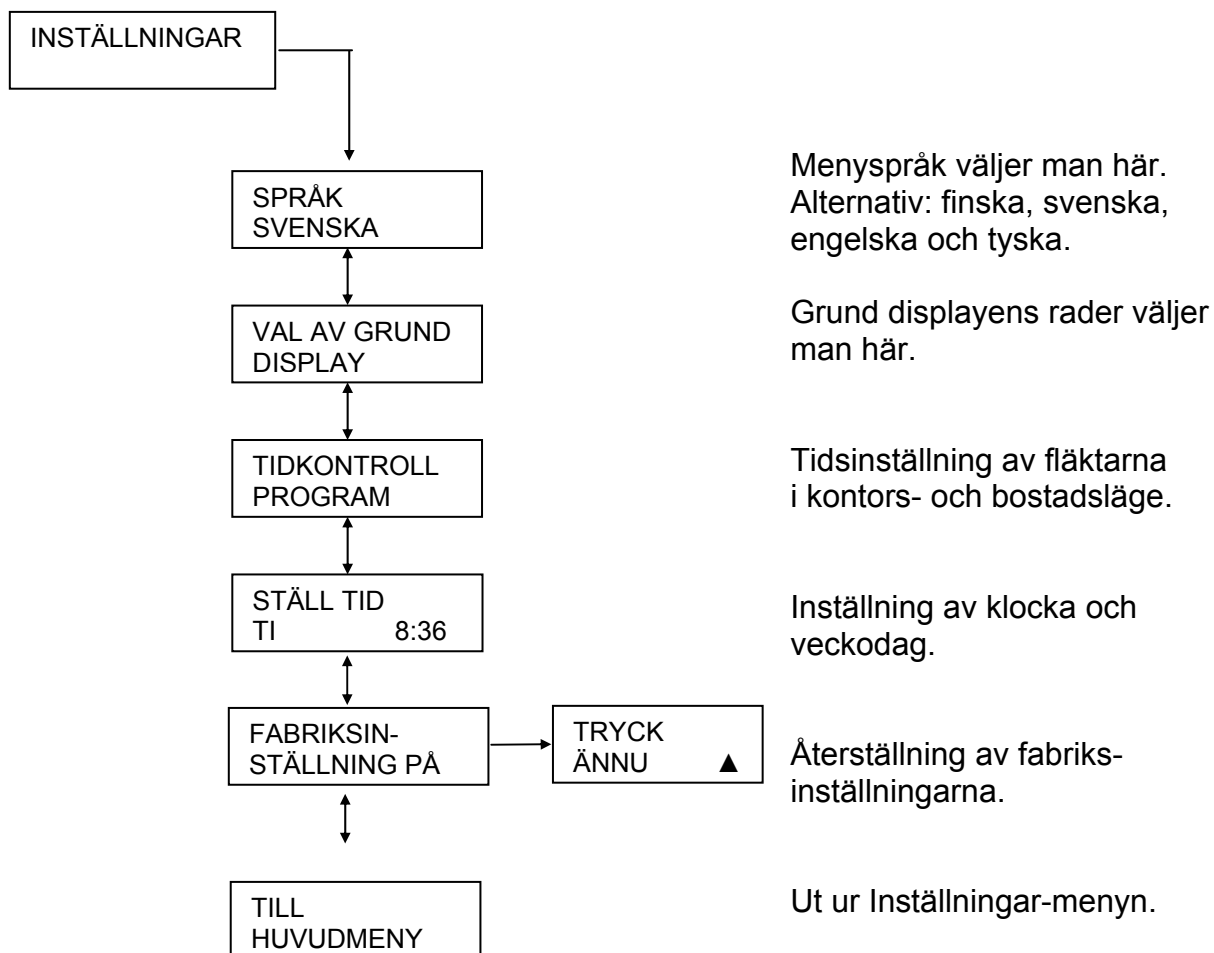 INSTÄLLNINGAR
SPRÅK
SVENSKA
Menyspråk väljer man här.
Alternativ: finska, svenska,
engelska och tyska.
VAL AV GRUND
DISPLAY
Grund displayens rader väljer
man här.
TIDKONTROLL
PROGRAM
Tidsinställning av fläktarna
i kontors- och bostadsläge.
STÄLL TID
TI 8:36
Inställning av klocka och
veckodag.
FABRIKSIN-
STÄLLNING PÅ
TRYCK
ÄNNU ▲
Återställning av fabriks-
inställningarna.
TILL
HUVUDMENY
Ut ur Inställningar-menyn.